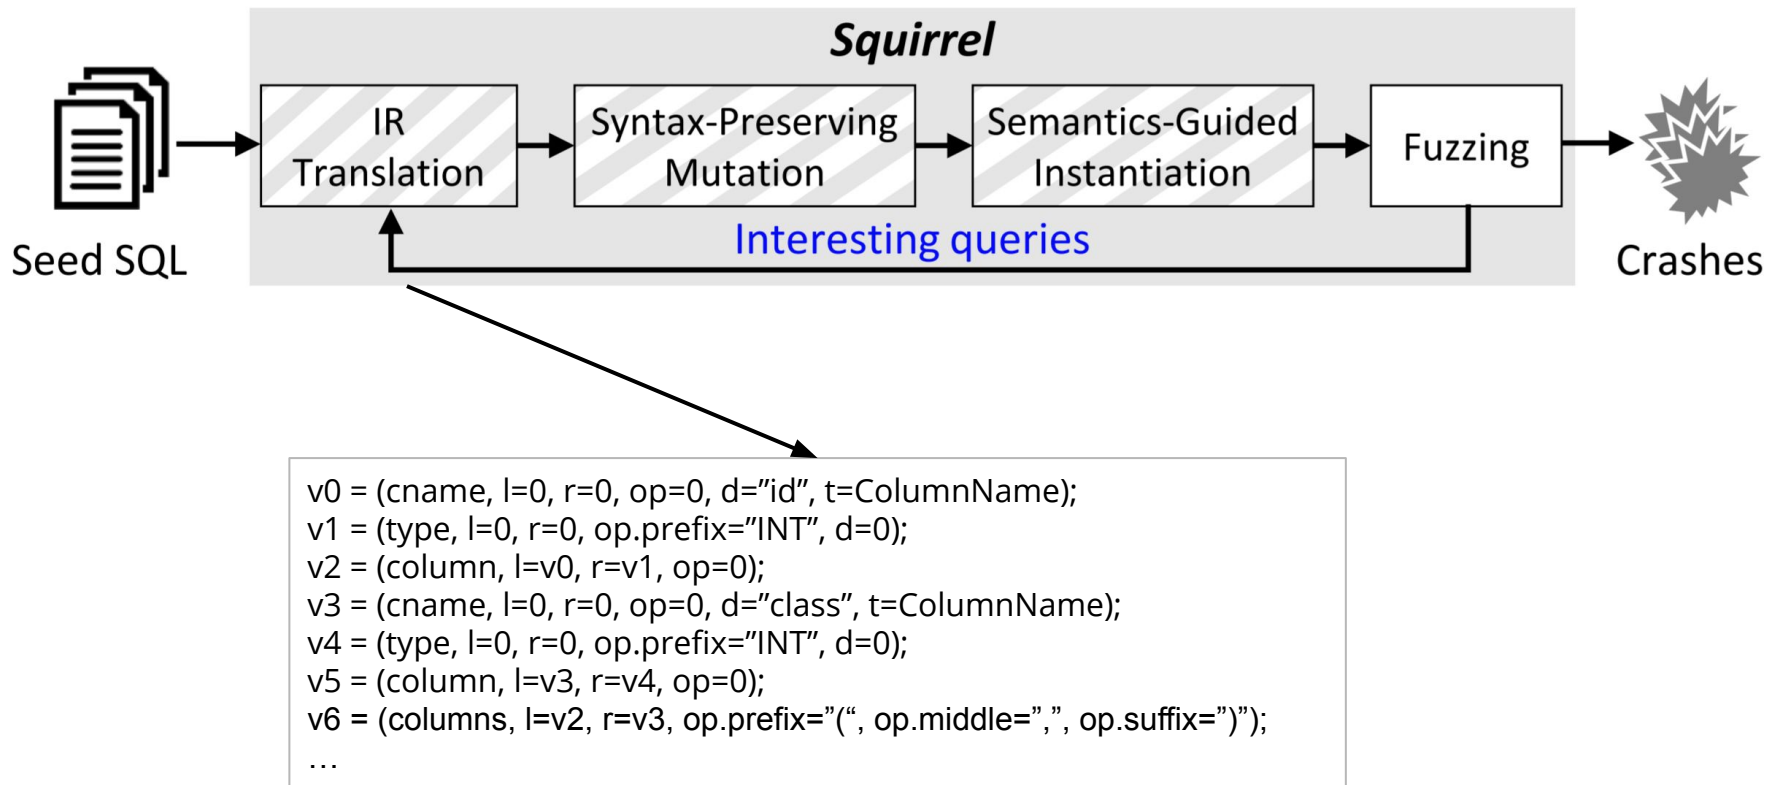 Squirrel
IR
Translation
Syntax-Preserving
Mutation
Semantics-Guided
Instantiation
Fuzzing
Interesting queries
Seed SQL
Crashes
v0 = (cname, l=0, r=0, op=0, d=”id”, t=ColumnName);
v1 = (type, l=0, r=0, op.prefix=”INT”, d=0);
v2 = (column, l=v0, r=v1, op=0);
v3 = (cname, l=0, r=0, op=0, d=”class”, t=ColumnName);
v4 = (type, l=0, r=0, op.prefix=”INT”, d=0);
v5 = (column, l=v3, r=v4, op=0);
v6 = (columns, l=v2, r=v3, op.prefix=”(“, op.middle=”,”, op.suffix=”)”);
…